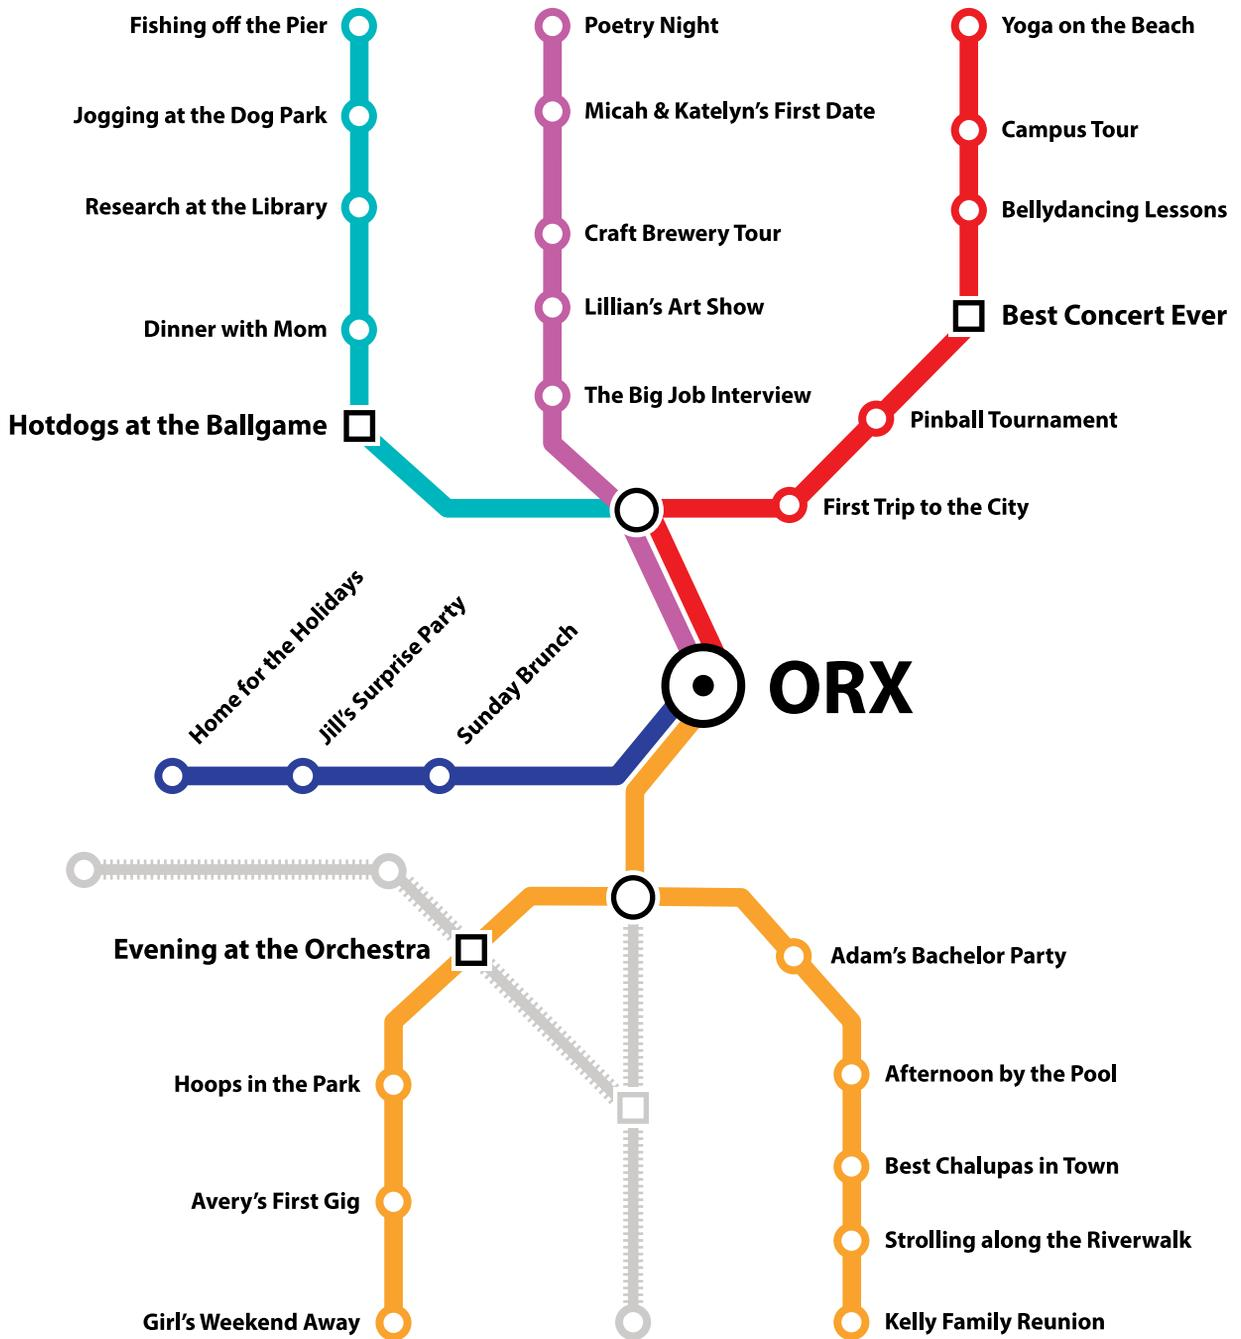 Fishing off the Pier
Jogging at the Dog Park
Research at the Library
Dinner with Mom
Hotdogs at the Ballgame
Poetry Night
Micah & Katelyn's First Date
Craft Brewery Tour
Lillian's Art Show
The Big Job Interview
Yoga on the Beach
Campus Tour
Bellydancing Lessons
Best Concert Ever
Pinball Tournament
First Trip to the City
Home for the Holidays
Jill's Surprise Party
Sunday Brunch
ORX
Evening at the Orchestra
Hoops in the Park
Avery's First Gig
Girl's Weekend Away
Adam's Bachelor Party
Afternoon by the Pool
Best Chalupas in Town
Strolling along the Riverwalk
Kelly Family Reunion